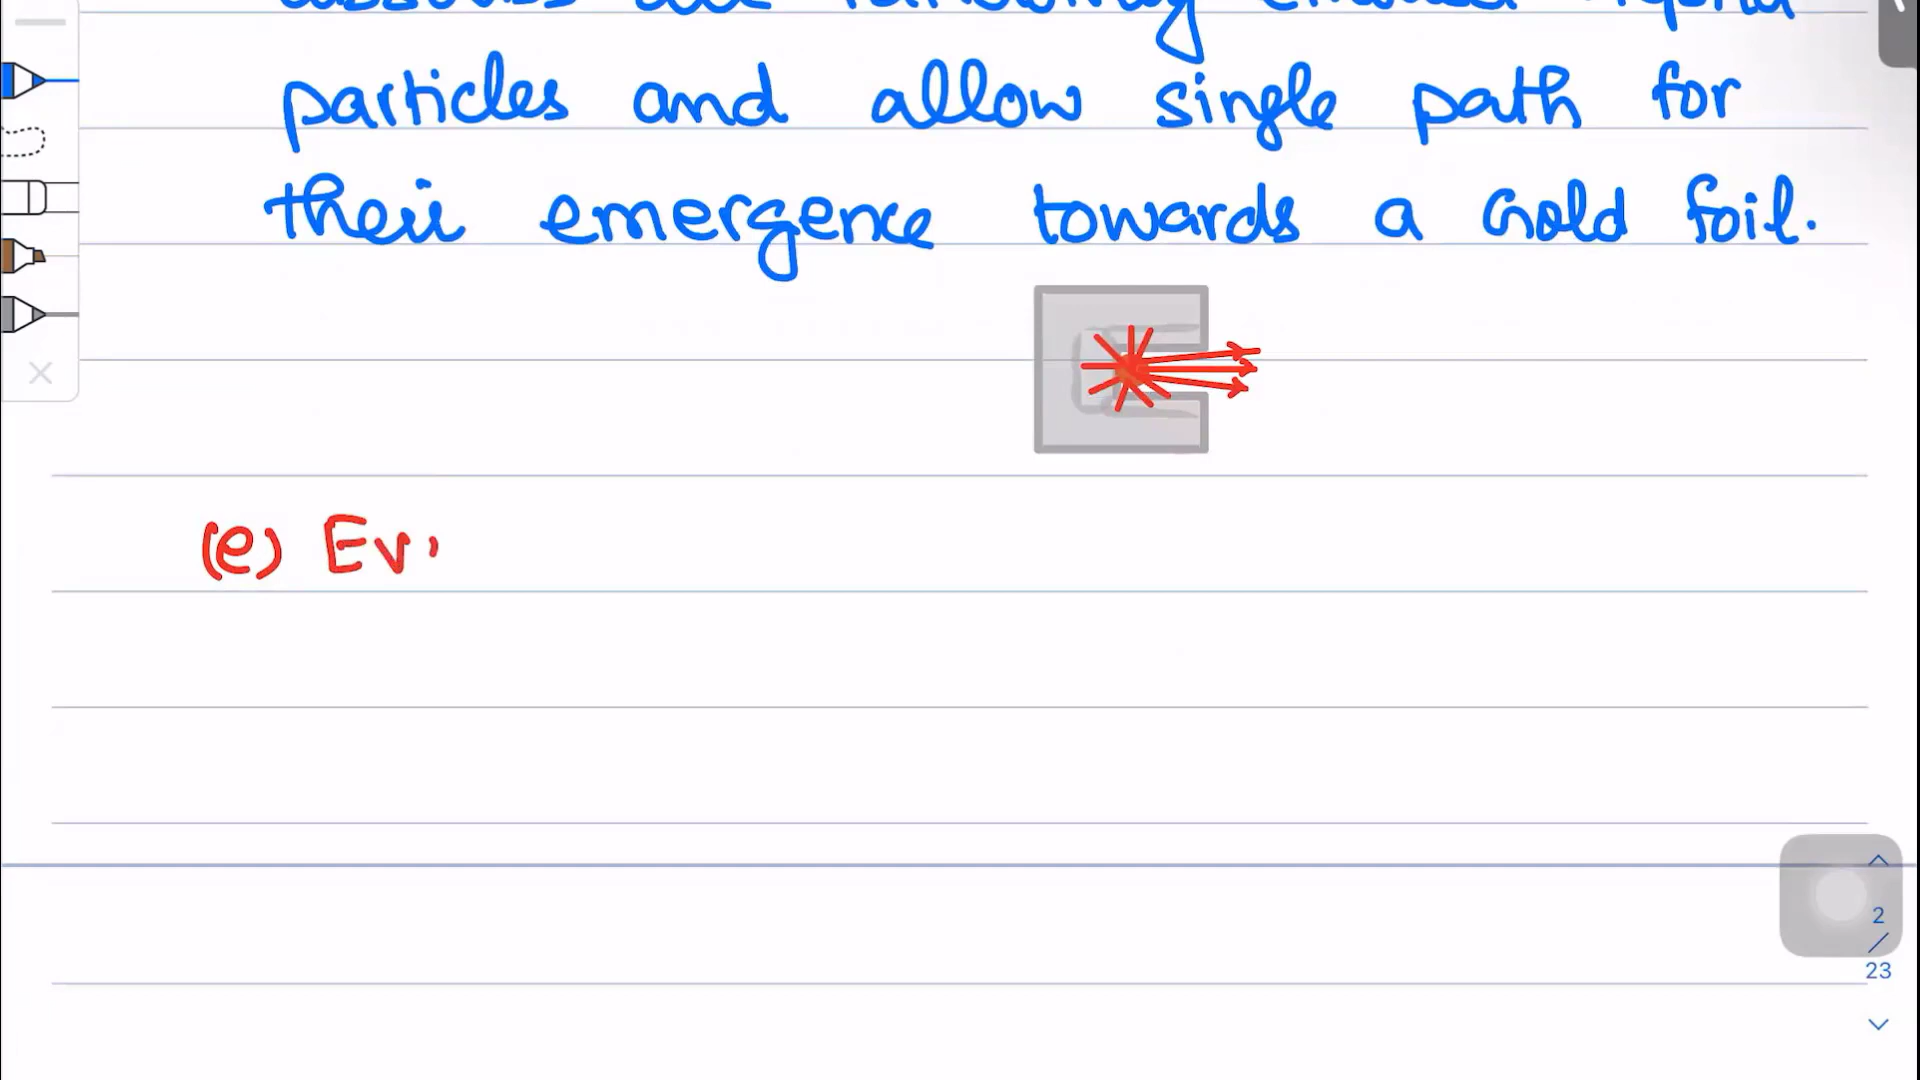 particles and allow single path for
their emergence towards a Gold foil.
(e) Ev
2
/
23